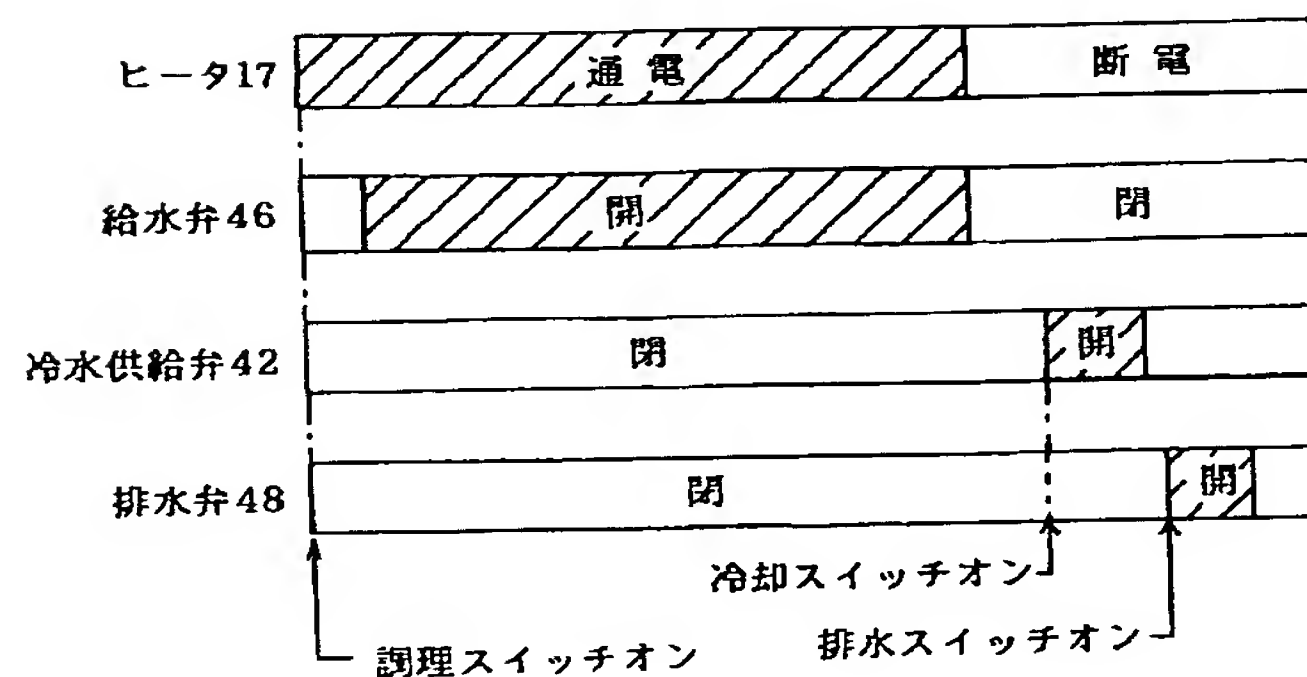 ヒータ17 通電 断電
給水弁46 開 閉
冷水供給弁42 閉 開
排水弁48 閉 開
冷却スイッチオン
排水スイッチオン
調理スイッチオン